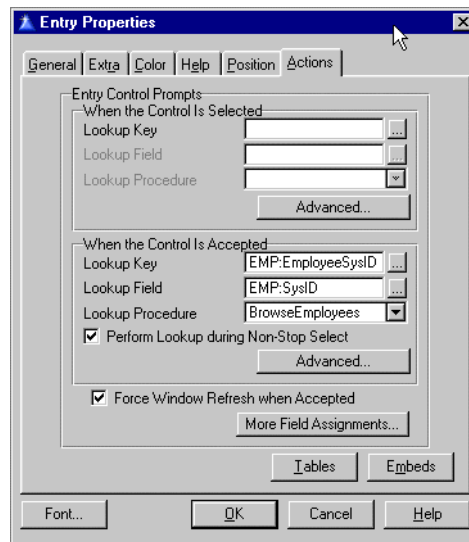 Entry Properties
General Extra Color Help Position Actions
Entry Control Prompts
When the Control Is Selected
Lookup Key ...
Lookup Field ...
Lookup Procedure
Advanced...
When the Control Is Accepted
Lookup Key EMP:EmployeeSysID ...
Lookup Field EMP:SysID ...
Lookup Procedure BrowseEmployees
Perform Lookup during Non-Stop Select
Advanced...
Force Window Refresh when Accepted
More Field Assignments...
Tables Embeds
Font... OK Cancel Help